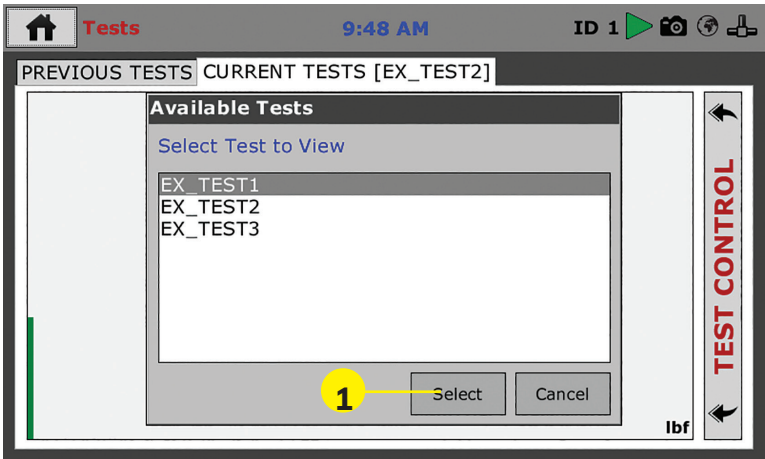 Tests 9:48 AM ID 1
PREVIOUS TESTS CURRENT TESTS [EX_TEST2]
Available Tests
Select Test to View
EX_TEST1
EX_TEST2
EX_TEST3
1
Select Cancel
lbf
TEST CONTROL